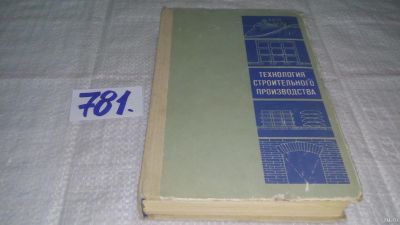 781.
ТЕХНОЛОГИЯ
СТРОИТЕЛЬНОГО
ПРОИЗВОДСТВА